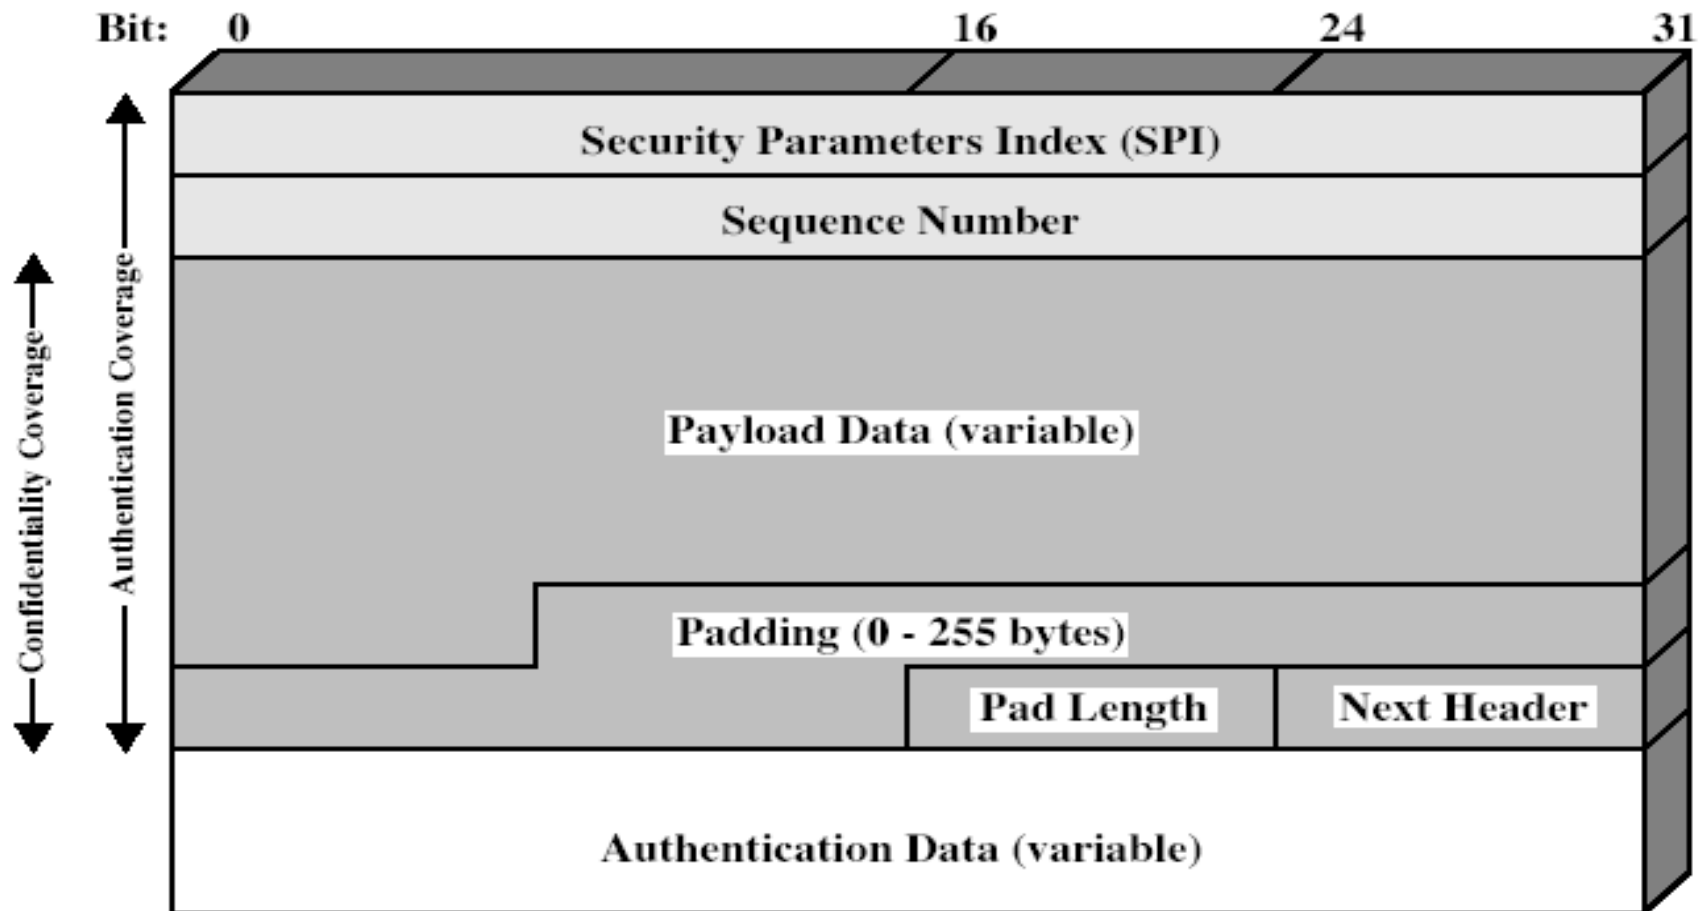 Bit: 0 16 24 31
Security Parameters Index (SPI)
Sequence Number
Confidentiality Coverage
Authentication Coverage
Payload Data (variable)
Padding (0 - 255 bytes)
Pad Length Next Header
Authentication Data (variable)